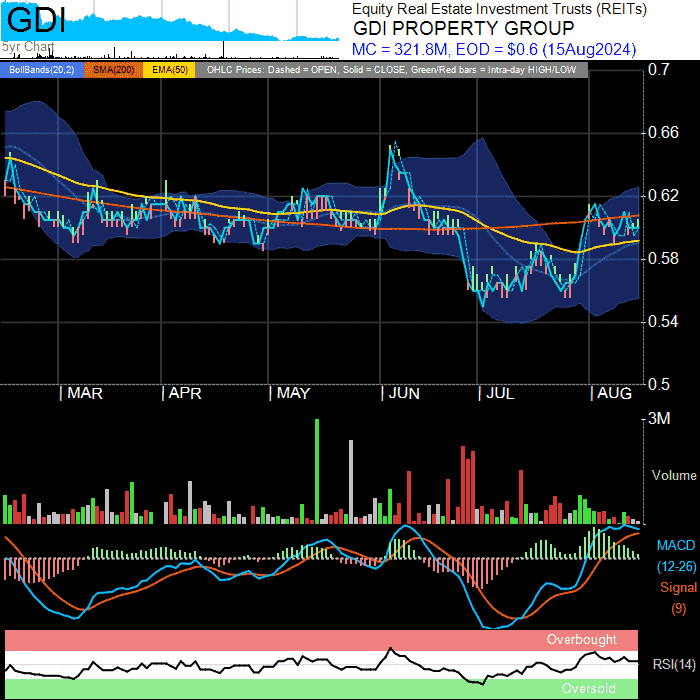 GDI
5yr Chart
Equity Real Estate Investment Trusts (REITs)
GDI PROPERTY GROUP
MC = 321.8M, EOD = $0.6 (15Aug2024)
BollBands(20,2) SMA(200) EMA(50) OHLC Prices: Dashed = OPEN, Solid = CLOSE, Green/Red bars = Intra-day HIGH/LOW
0.7
0.66
0.62
0.58
0.54
0.5
| MAR | APR | MAY | JUN | JUL | AUG
3M
Volume
MACD
(12-26)
Signal
(9)
Overbought
RSI(14)
Oversold